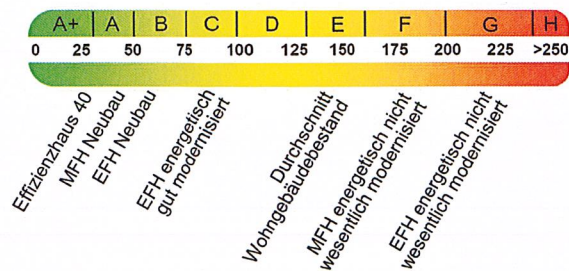 A+ A B C D E F G H
0 25 50 75 100 125 150 175 200 225 >250
Effizienzhaus 40
MFH Neubau
EFH Neubau
EFH energetisch
gut modernisiert
Durchschnitt
Wohngebäudebestand
MFH energetisch nicht
wesentlich modernisiert
EFH energetisch nicht
wesentlich modernisiert